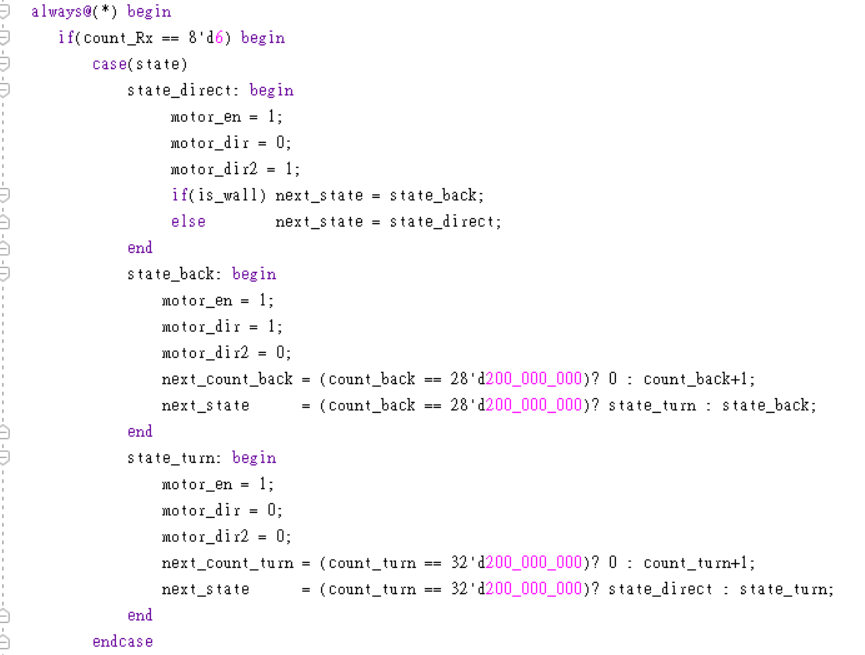 always@(*) begin
if(count_Rx == 8'd6) begin
case(state)
state_direct: begin
motor_en = 1;
motor_dir = 0;
motor_dir2 = 1;
if(is_wall) next_state = state_back;
else next_state = state_direct;
end
state_back: begin
motor_en = 1;
motor_dir = 1;
motor_dir2 = 0;
next_count_back = (count_back == 28'd200_000_000)? 0 : count_back+1;
next_state = (count_back == 28'd200_000_000)? state_turn : state_back;
end
state_turn: begin
motor_en = 1;
motor_dir = 0;
motor_dir2 = 0;
next_count_turn = (count_turn == 32'd200_000_000)? 0 : count_turn+1;
next_state = (count_turn == 32'd200_000_000)? state_direct : state_turn;
end
endcase